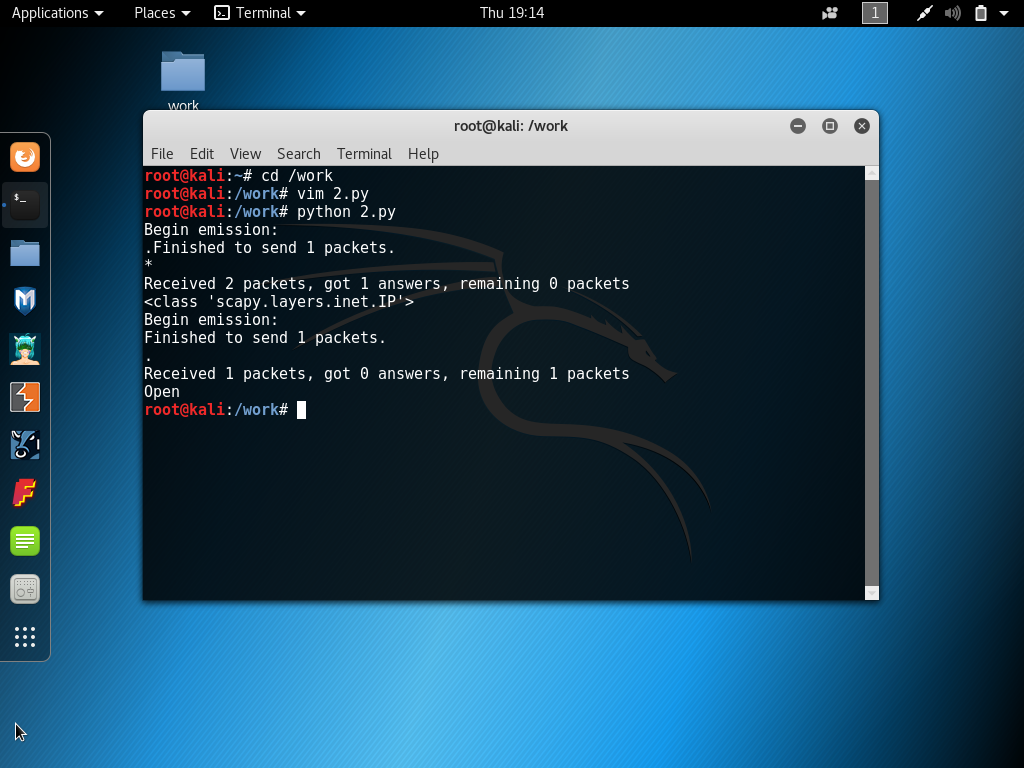 Applications Places Terminal Thu 19:14 1
work
root@kali: /work
File Edit View Search Terminal Help
root@kali:~# cd /work
root@kali:/work# vim 2.py
root@kali:/work# python 2.py
Begin emission:
.Finished to send 1 packets.
*
Received 2 packets, got 1 answers, remaining 0 packets
<class 'scapy.layers.inet.IP'>
Begin emission:
Finished to send 1 packets.
.
Received 1 packets, got 0 answers, remaining 1 packets
Open
root@kali:/work#